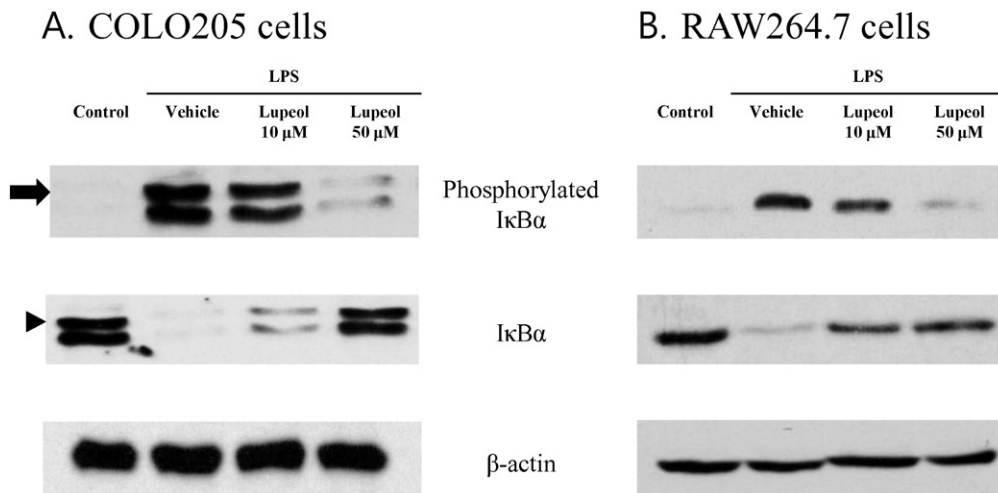 A. COLO205 cells
LPS
Control Vehicle Lupeol Lupeol
10 μM 50 μM
B. RAW264.7 cells
LPS
Control Vehicle Lupeol Lupeol
10 μM 50 μM
Phosphorylated
IκBα
IκBα
β-actin